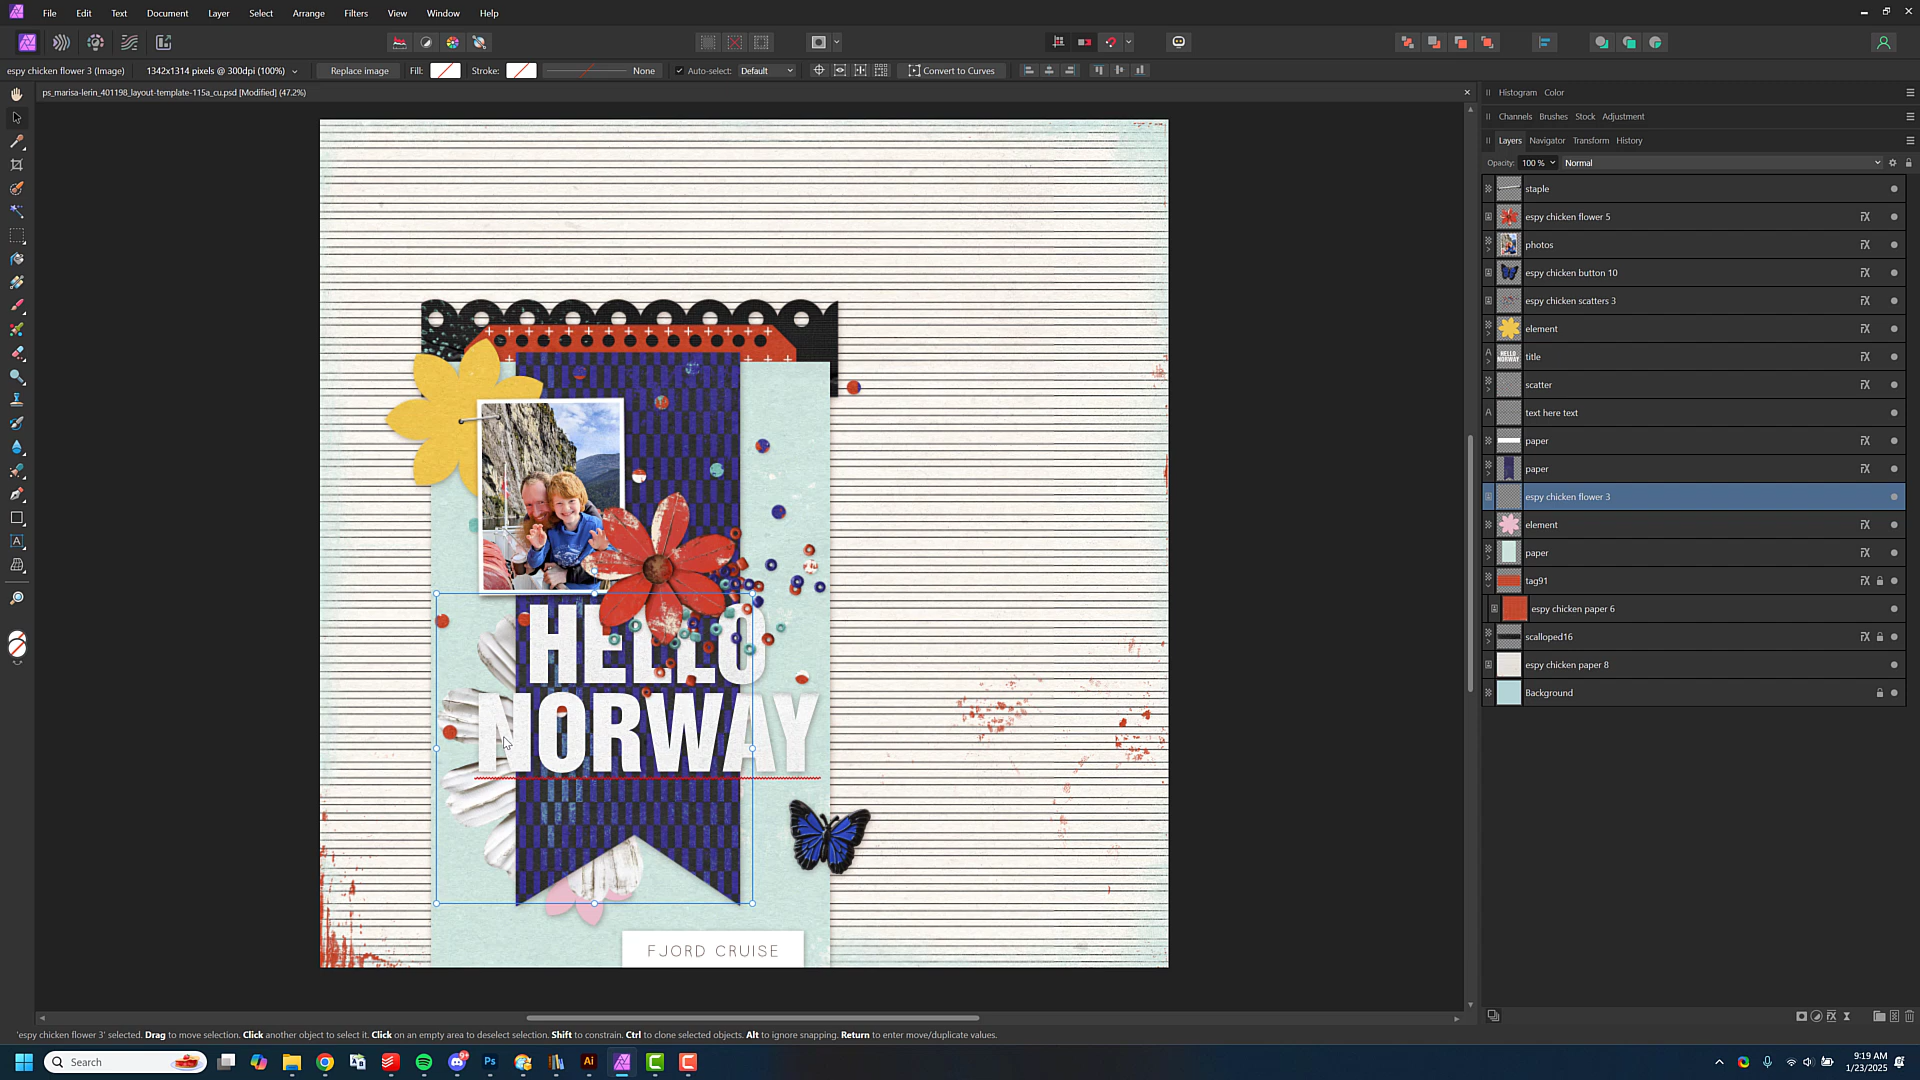 File Edit Text Document Layer Select Arrange Filters View Window Help
espy chicken flower 3 (Image) 1342x1314 pixels @ 300dpi (100%) Replace image Fill: Stroke: None Auto-select: Default Convert to Curves
ps_marisa-lerin_401198_layout-template-115a_cu.psd [Modified] (47.2%)
Histogram Color
Channels Brushes Stock Adjustment
Layers Navigator Transform History
Opacity: 100 % Normal
staple
espy chicken flower 5
photos
espy chicken button 10
espy chicken scatters 3
element
title
scatter
text here text
paper
paper
espy chicken flower 3
element
paper
tag91
espy chicken paper 6
scalloped16
espy chicken paper 8
Background
HELLO
NORWAY
FJORD CRUISE
'espy chicken flower 3' selected. Drag to move selection. Click another object to select it. Click on an empty area to deselect selection. Shift to constrain. Ctrl to clone selected objects. Alt to ignore snapping. Return to enter move/duplicate values.
Search
9:19 AM
1/23/2025